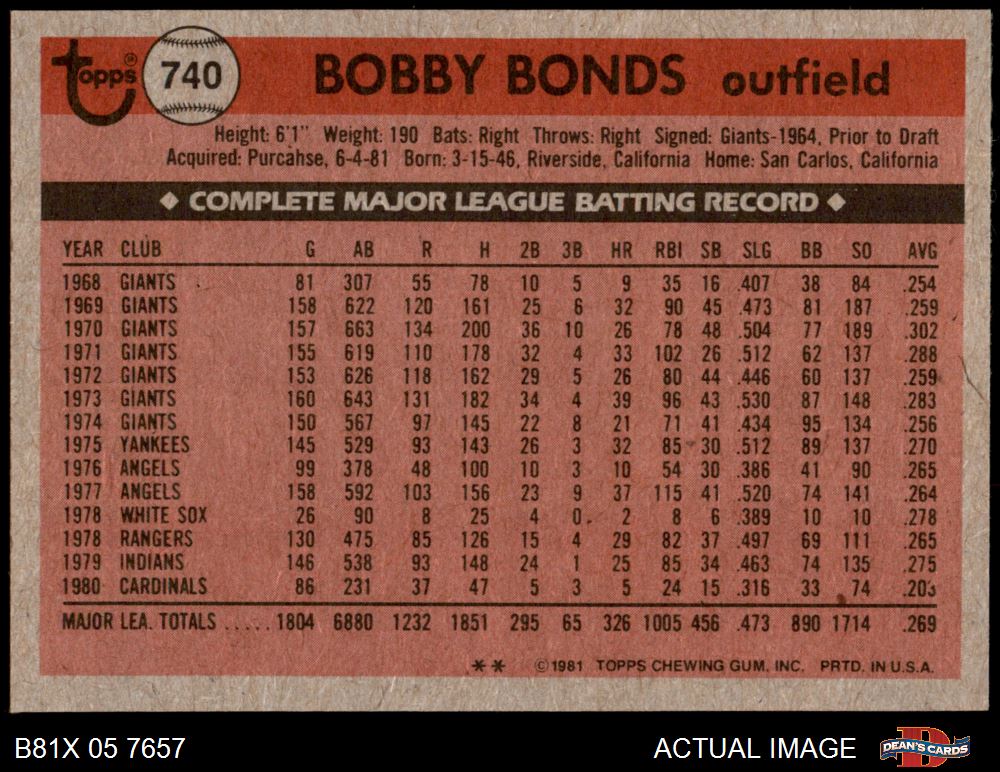 topps 740 BOBBY BONDS outfield
Height: 6'1" Weight: 190 Bats: Right Throws: Right Signed: Giants-1964, Prior to Draft
Acquired: Purcahse, 6-4-81 Born: 3-15-46, Riverside, California Home: San Carlos, California
◆ COMPLETE MAJOR LEAGUE BATTING RECORD ◆
YEAR CLUB G AB R H 2B 3B HR RBI SB SLG BB SO AVG
1968 GIANTS 81 307 55 78 10 5 9 35 16 .407 38 84 .254
1969 GIANTS 158 622 120 161 25 6 32 90 45 .473 81 187 .259
1970 GIANTS 157 663 134 200 36 10 26 78 48 .504 77 189 .302
1971 GIANTS 155 619 110 178 32 4 33 102 26 .512 62 137 .288
1972 GIANTS 153 626 118 162 29 5 26 80 44 .446 60 137 .259
1973 GIANTS 160 643 131 182 34 4 39 96 43 .530 87 148 .283
1974 GIANTS 150 567 97 145 22 8 21 71 41 .434 95 134 .256
1975 YANKEES 145 529 93 143 26 3 32 85 30 .512 89 137 .270
1976 ANGELS 99 378 48 100 10 3 10 54 30 .386 41 90 .265
1977 ANGELS 158 592 103 156 23 9 37 115 41 .520 74 141 .264
1978 WHITE SOX 26 90 8 25 4 0 2 8 6 .389 10 10 .278
1978 RANGERS 130 475 85 126 15 4 29 82 37 .497 69 111 .265
1979 INDIANS 146 538 93 148 24 1 25 85 34 .463 74 135 .275
1980 CARDINALS 86 231 37 47 5 3 5 24 15 .316 33 74 .203
MAJOR LEA. TOTALS ..... 1804 6880 1232 1851 295 65 326 1005 456 .473 890 1714 .269
** ©1981 TOPPS CHEWING GUM, INC. PRTD. IN U.S.A.
B81X 05 7657 ACTUAL IMAGE DEAN'S CARDS